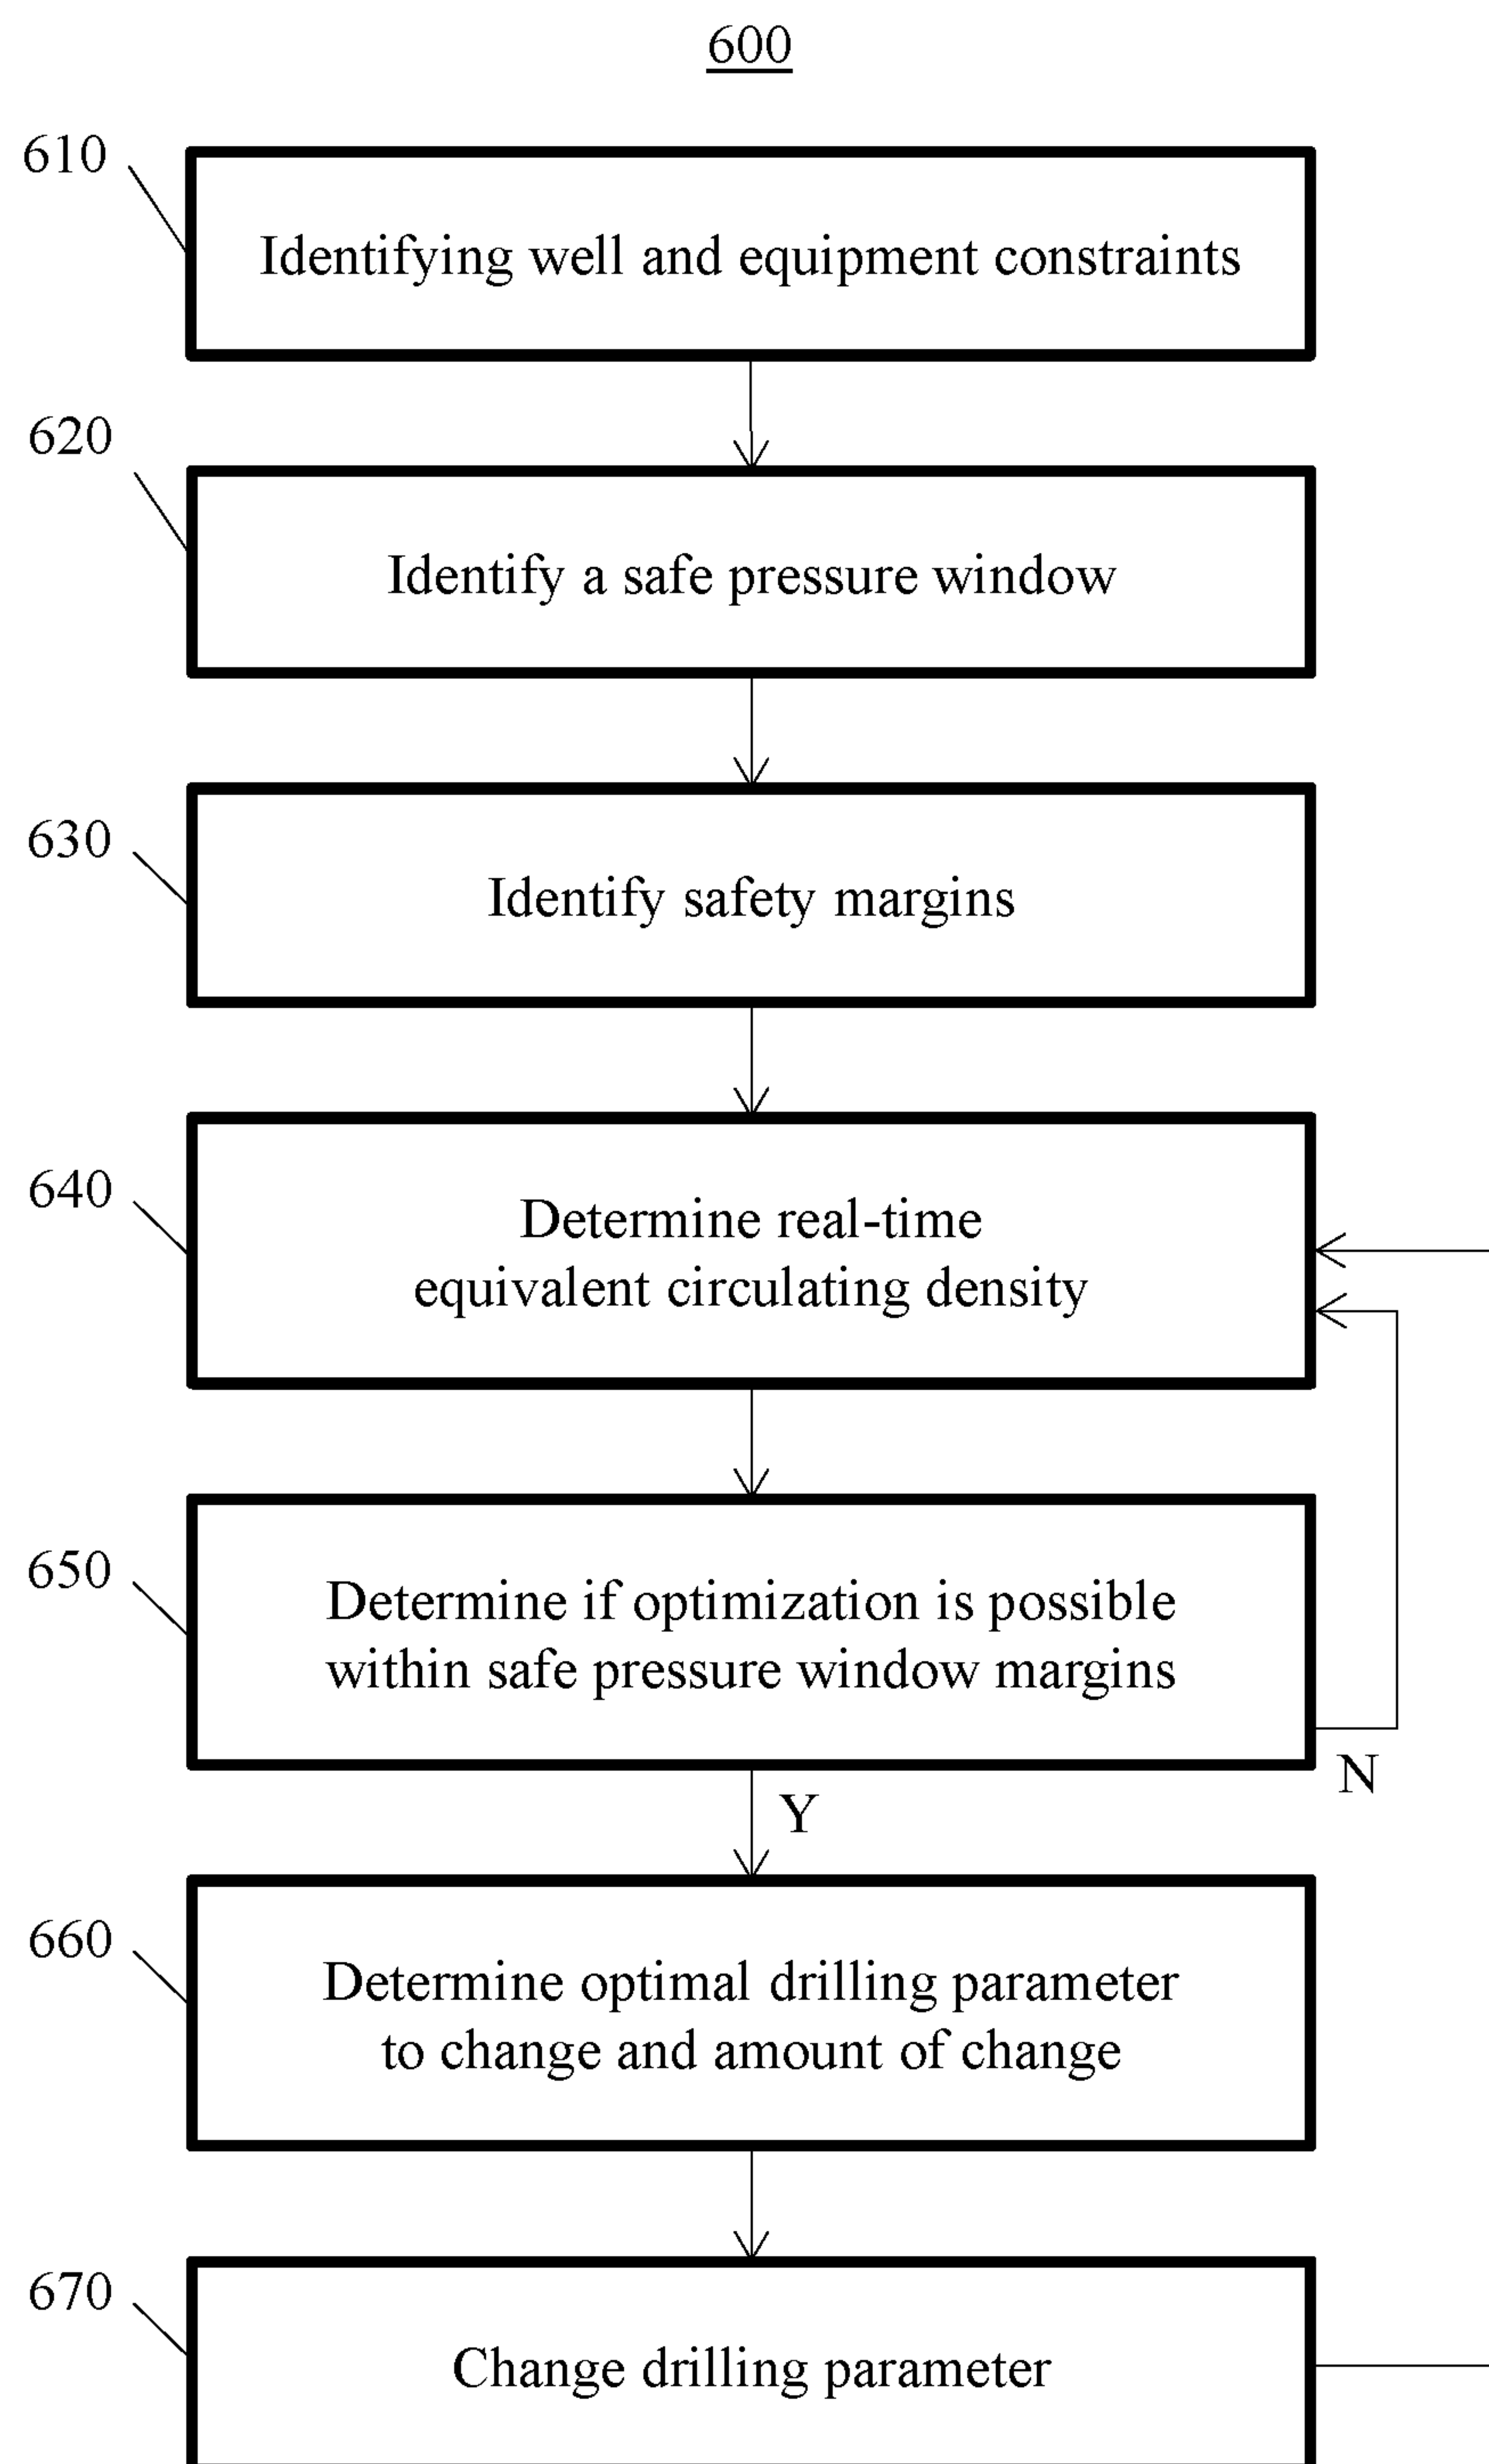 600
610
Identifying well and equipment constraints
620
Identify a safe pressure window
630
Identify safety margins
640
Determine real-time
equivalent circulating density
650
Determine if optimization is possible
within safe pressure window margins
N
Y
660
Determine optimal drilling parameter
to change and amount of change
670
Change drilling parameter